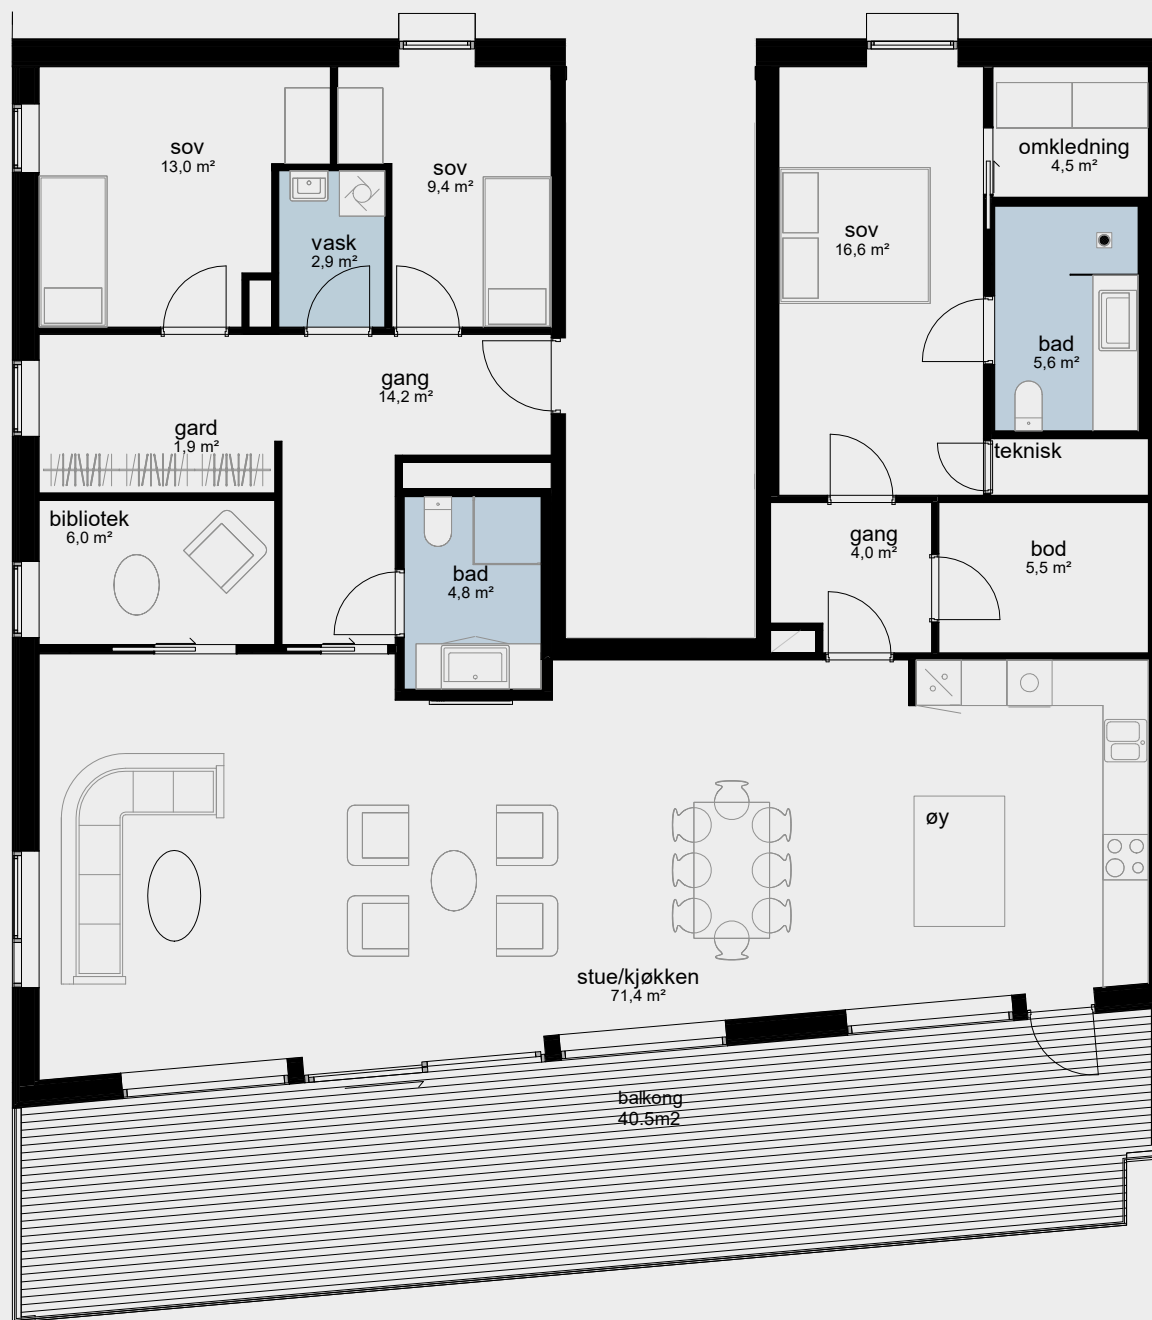 sov
13,0 m²
sov
9,4 m²
vask
2,9 m²
sov
16,6 m²
omkledning
4,5 m²
bad
5,6 m²
gang
14,2 m²
gard
1,9 m²
teknisk
bibliotek
6,0 m²
bad
4,8 m²
gang
4,0 m²
bod
5,5 m²
øy
stue/kjøkken
71,4 m²
balkong
40.5m2